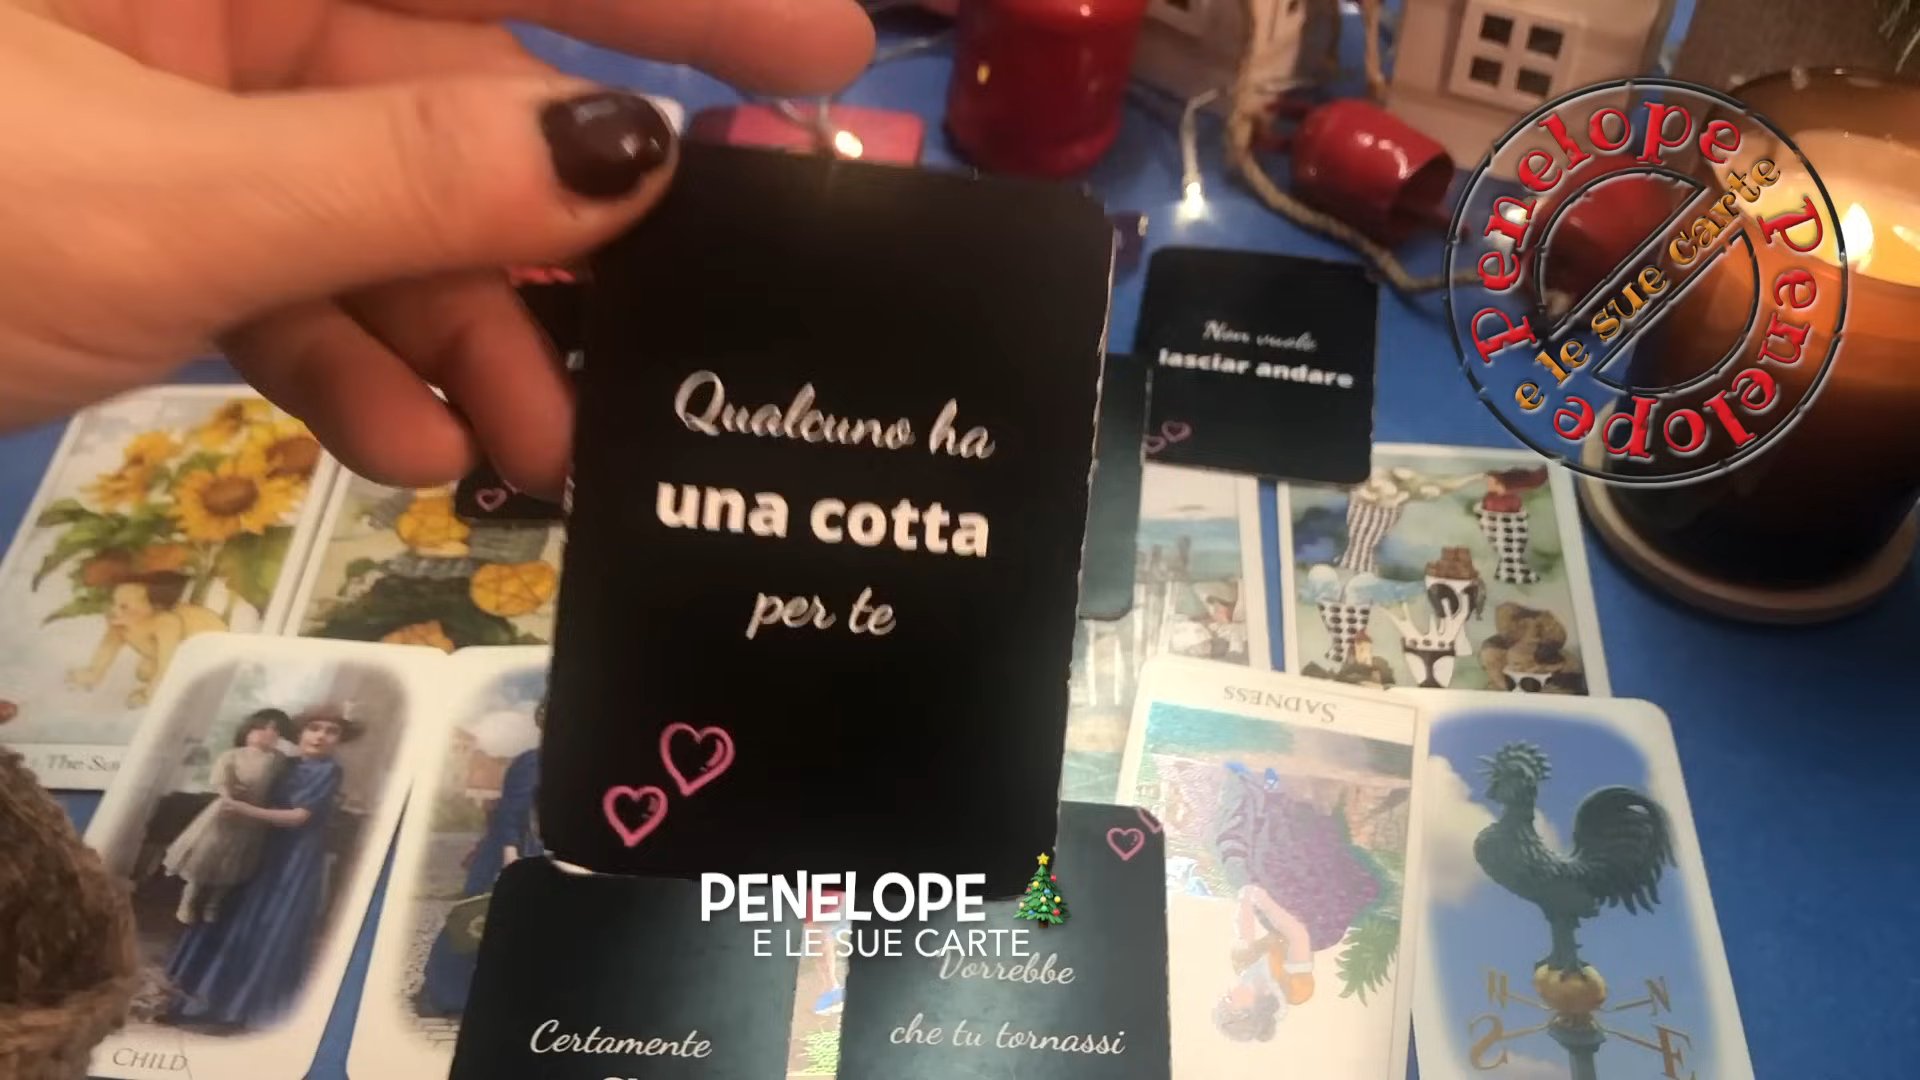 Penelope Penelope
e le sue carte
Non vuole
lasciar andare
Qualcuno ha
una cotta
per te
SADNESS
The Su
PENELOPE
E LE SUE CARTE
Vorrebbe
che tu tornassi
Certamente
CHILD
N
S
E